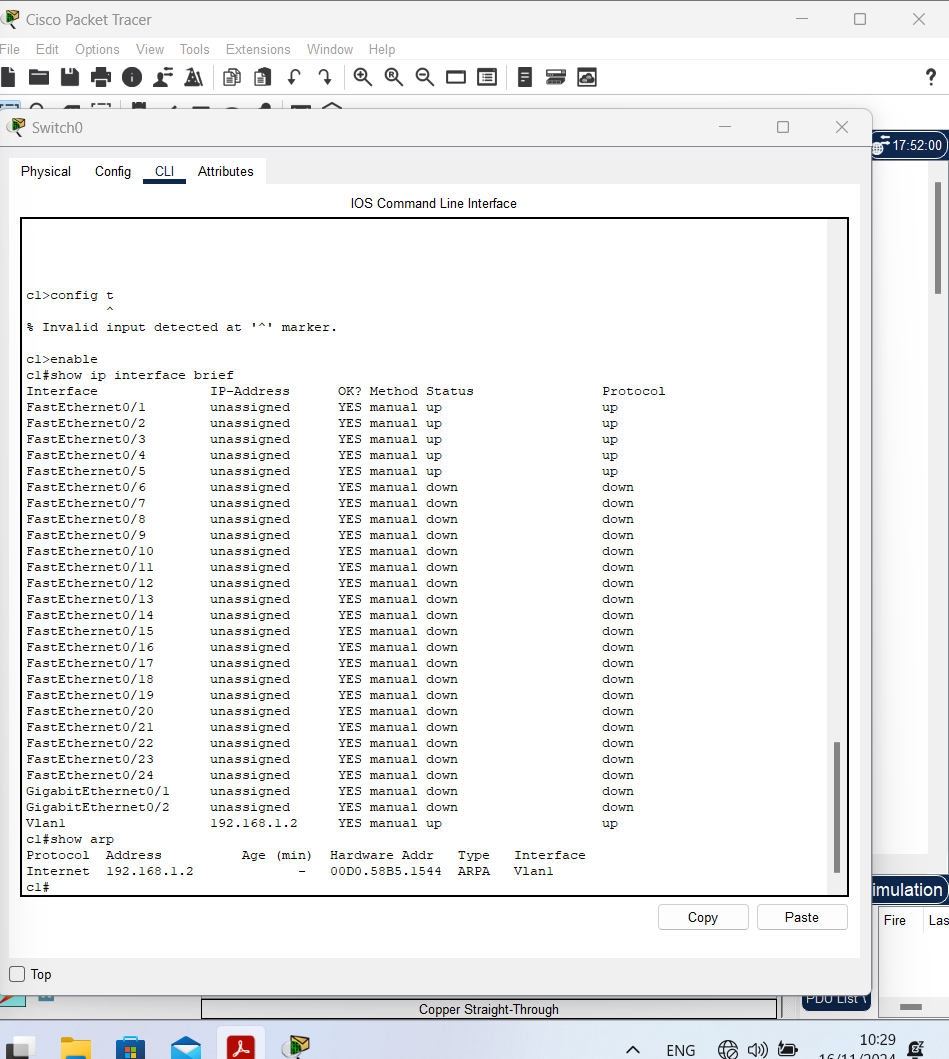 Cisco Packet Tracer
File Edit Options View Tools Extensions Window Help
?
Switch0
17:52:00
Physical Config CLI Attributes
IOS Command Line Interface
c1>config t
^
% Invalid input detected at '^' marker.
c1>enable
c1#show ip interface brief
Interface IP-Address OK? Method Status Protocol
FastEthernet0/1 unassigned YES manual up up
FastEthernet0/2 unassigned YES manual up up
FastEthernet0/3 unassigned YES manual up up
FastEthernet0/4 unassigned YES manual up up
FastEthernet0/5 unassigned YES manual up up
FastEthernet0/6 unassigned YES manual down down
FastEthernet0/7 unassigned YES manual down down
FastEthernet0/8 unassigned YES manual down down
FastEthernet0/9 unassigned YES manual down down
FastEthernet0/10 unassigned YES manual down down
FastEthernet0/11 unassigned YES manual down down
FastEthernet0/12 unassigned YES manual down down
FastEthernet0/13 unassigned YES manual down down
FastEthernet0/14 unassigned YES manual down down
FastEthernet0/15 unassigned YES manual down down
FastEthernet0/16 unassigned YES manual down down
FastEthernet0/17 unassigned YES manual down down
FastEthernet0/18 unassigned YES manual down down
FastEthernet0/19 unassigned YES manual down down
FastEthernet0/20 unassigned YES manual down down
FastEthernet0/21 unassigned YES manual down down
FastEthernet0/22 unassigned YES manual down down
FastEthernet0/23 unassigned YES manual down down
FastEthernet0/24 unassigned YES manual down down
GigabitEthernet0/1 unassigned YES manual down down
GigabitEthernet0/2 unassigned YES manual down down
Vlan1 192.168.1.2 YES manual up up
c1#show arp
Protocol Address Age (min) Hardware Addr Type Interface
Internet 192.168.1.2 - 00D0.58B5.1544 ARPA Vlan1
c1#
imulation
Copy Paste
Fire Las
Top
PDU List
Copper Straight-Through
ENG
10:29
16/11/2024